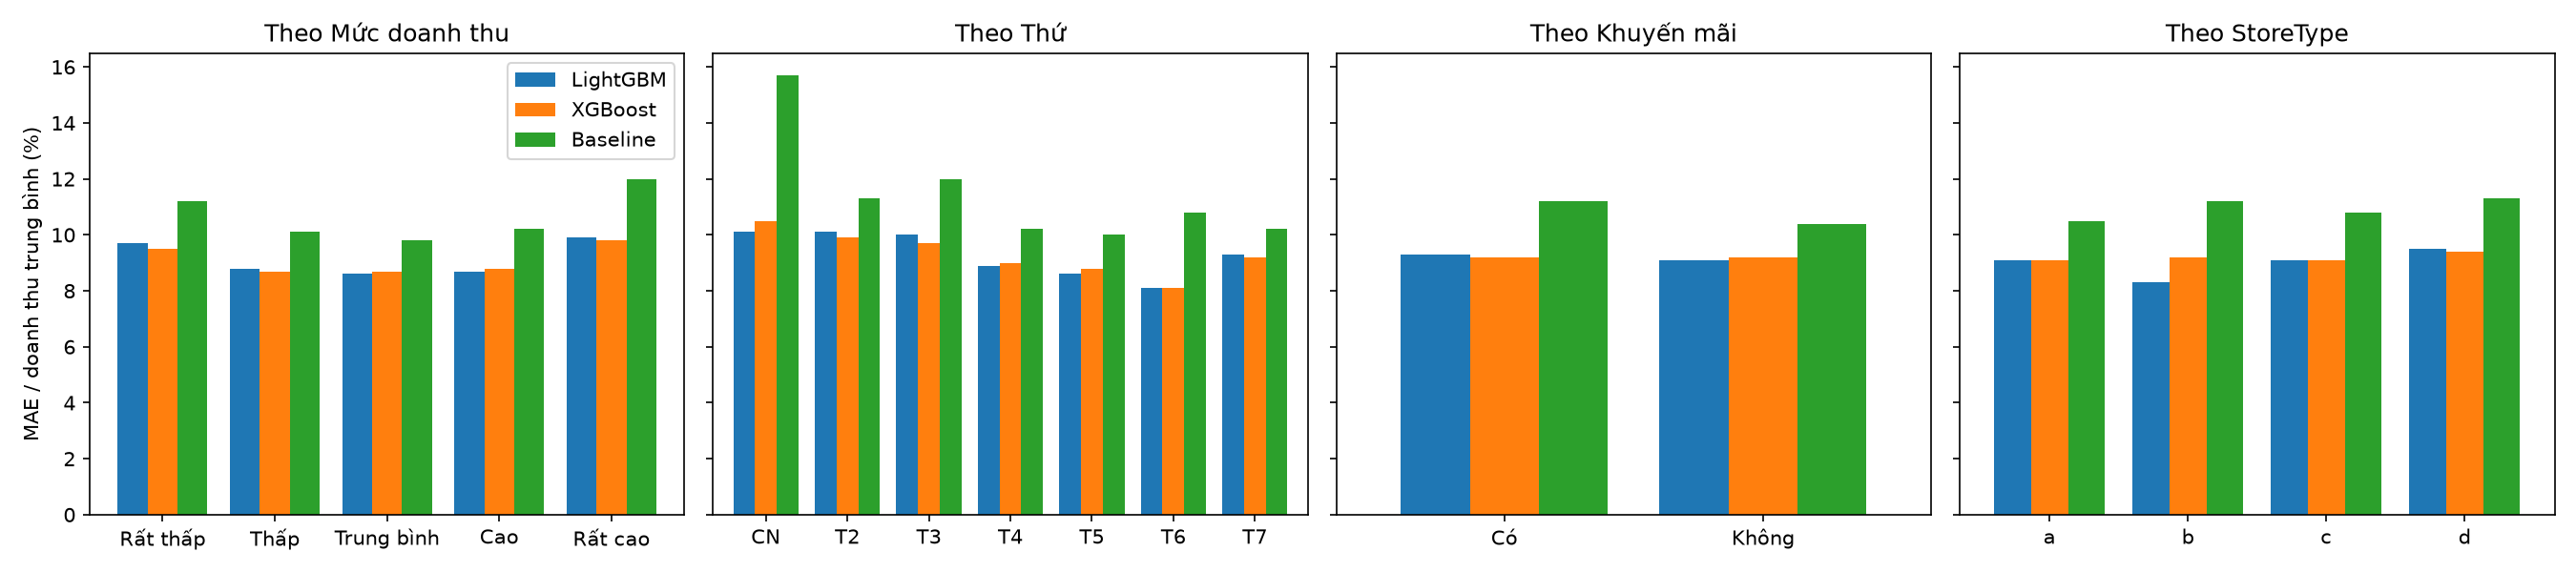 Theo Mức doanh thu
MAE / doanh thu trung bình (%)
16
14
12
10
8
6
4
2
0
LightGBM
XGBoost
Baseline
Rất thấp Thấp Trung bình Cao Rất cao
Theo Thứ
CN T2 T3 T4 T5 T6 T7
Theo Khuyến mãi
Có Không
Theo StoreType
a b c d